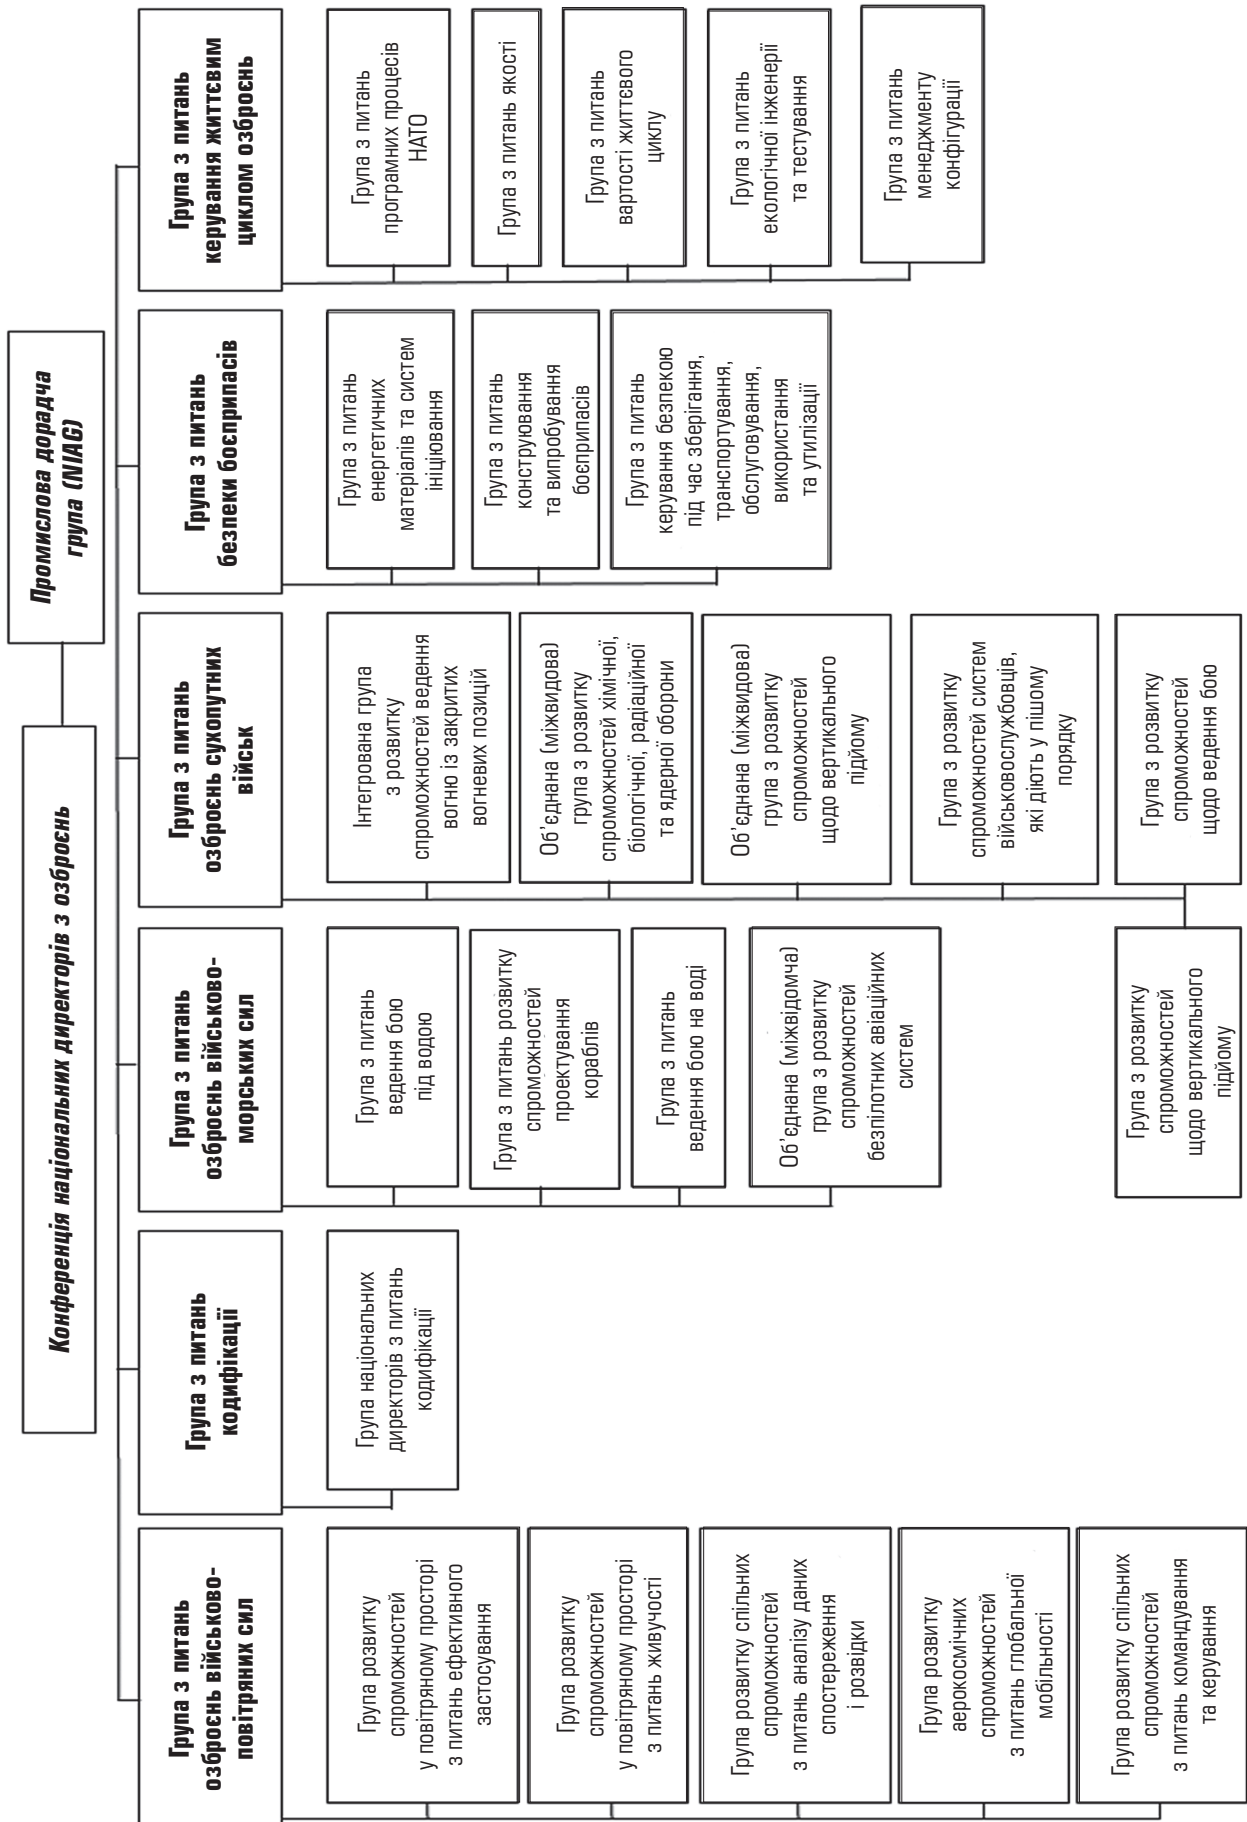 Конференція національних директорів з озброєнь
Промислова дорадча
група (NIAG)
Група з питань
озброєнь військово-
повітряних сил
Група розвитку
спроможностей
у повітряному просторі
з питань ефективного
застосування
Група розвитку
спроможностей
у повітряному просторі
з питань живучості
Група розвитку спільних
спроможностей
з питань аналізу даних
спостереження
і розвідки
Група розвитку
аерокосмічних
спроможностей
з питань глобальної
мобільності
Група розвитку спільних
спроможностей
з питань командування
та керування
Група з питань
кодифікації
Група національних
директорів з питань
кодифікації
Група з питань
озброєнь військово-
морських сил
Група з питань
ведення бою
під водою
Група з питань розвитку
спроможностей
проектування
кораблів
Група з питань
ведення бою на воді
Об’єднана (міжвідомча)
група з розвитку
спроможностей
безпілотних авіаційних
систем
Група з розвитку
спроможностей
щодо вертикального
підйому
Група з питань
озброєнь сухопутних
військ
Інтегрована група
з розвитку
спроможностей ведення
вогню із закритих
вогневих позицій
Об’єднана (міжвидова)
група з розвитку
спроможностей хімічної,
біологічної, радіаційної
та ядерної оборони
Об’єднана (міжвидова)
група з розвитку
спроможностей
щодо вертикального
підйому
Група з розвитку
спроможностей систем
військовослужбовців,
які діють у пішому
порядку
Група з розвитку
спроможностей
щодо ведення бою
Група з питань
безпеки боєприпасів
Група з питань
енергетичних
матеріалів та систем
ініціювання
Група з питань
конструювання
та випробування
боєприпасів
Група з питань
керування безпекою
під час зберігання,
транспортування,
обслуговування,
використання
та утилізації
Група з питань
керування життєвим
циклом озброєнь
Група з питань
програмних процесів
НАТО
Група з питань якості
Група з питань
вартості життєвого
циклу
Група з питань
екологічної інженерії
та тестування
Група з питань
менеджменту
конфігурації